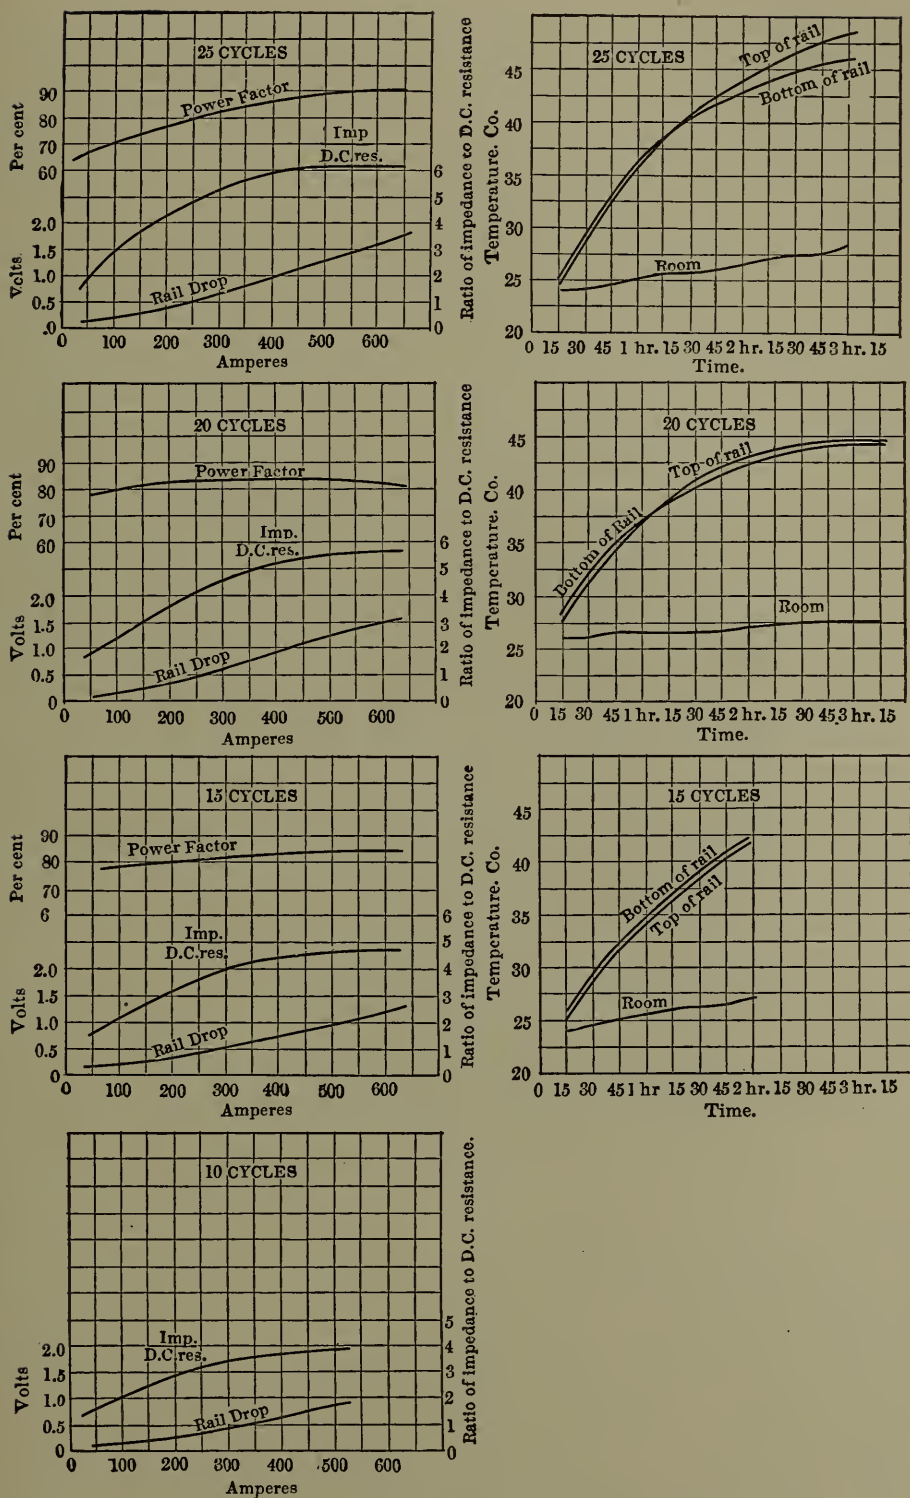 25 CYCLES
Per cent
90
80
70
60
Power Factor
Imp
D.C.res.
Volts
2.0
1.5
1.0
0.5
.0
Rail Drop
6
5
4
3
2
1
0
Ratio of impedance to D.C. resistance
0 100 200 300 400 500 600
Amperes
25 CYCLES
Temperature. Co.
45
40
35
30
25
20
Top of rail
Bottom of rail
Room
0 15 30 45 1 hr. 15 30 45 2 hr. 15 30 45 3 hr. 15
Time.
20 CYCLES
Per cent
90
80
70
60
Power Factor
Imp.
D.C.res.
Volts
2.0
1.5
1.0
0.5
0
Rail Drop
6
5
4
3
2
1
0
Ratio of impedance to D.C. resistance
0 100 200 300 400 500 600
Amperes
20 CYCLES
Temperature. Co.
45
40
35
30
25
20
Top of rail
Bottom of Rail
Room
0 15 30 45 1 hr. 15 30 45 2 hr. 15 30 45 3 hr. 15
Time.
15 CYCLES
Per cent
90
80
70
6
Power Factor
Imp.
D.C.res.
Volts
2.0
1.5
1.0
0.5
0
Rail Drop
6
5
4
3
2
1
0
Ratio of impedance to D.C. resistance
0 100 200 300 400 500 600
Amperes
15 CYCLES
Temperature. Co.
45
40
35
30
25
20
Bottom of rail
Top of rail
Room
0 15 30 45 1 hr 15 30 45 2 hr. 15 30 45 3 hr. 15
Time.
10 CYCLES
Imp.
D.C.res.
Volts
2.0
1.5
1.0
0.5
0
Rail Drop
5
4
3
2
1
0
Ratio of impedance to D.C. resistance.
0 100 200 300 400 500 600
Amperes